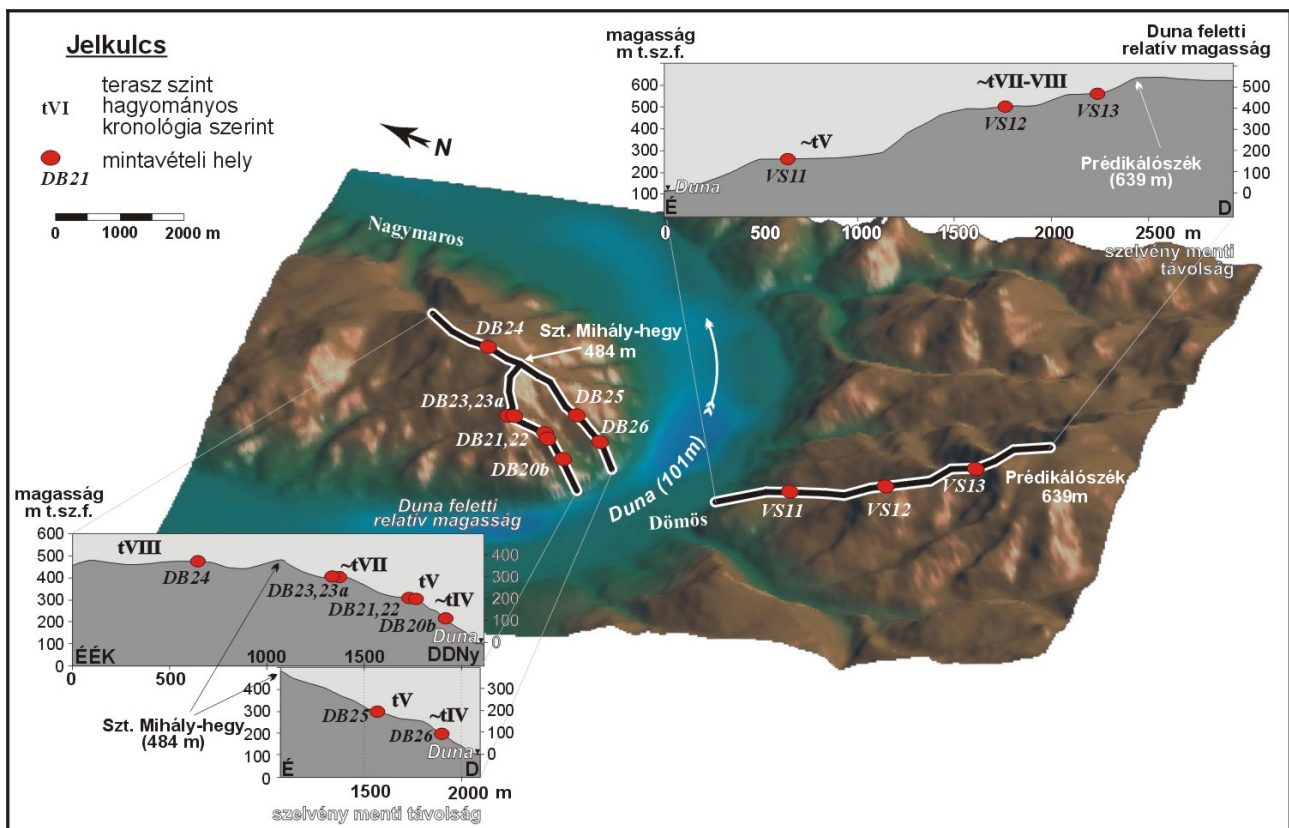 Jelkulcs
tVI
terasz szint
hagyományos
kronológia szerint
DB21
mintavételi hely
0 1000 2000 m
N
magasság
m t.sz.f.
Duna feletti
relatív magasság
600
500
400
300
200
100
500
400
300
200
100
0
~tV
VS11
~tVII-VIII
VS12
VS13
Prédikálószék
(639 m)
Duna
É
D
0 500 1000 1500 2000 2500 m
szelvény menti
távolság
Nagymaros
DB24
Szt. Mihály-hegy
484 m
DB23,23a
DB25
DB21,22
DB26
DB20b
Duna (101m)
Dömös
VS11
VS12
VS13
Prédikálószék
639m
magasság
m t.sz.f.
Duna feletti
relatív magasság
600
500
400
300
200
100
0
400
300
200
100
0
tVIII
DB24
~tVII
DB23,23a
tV
DB21,22
~tIV
DB20b
Duna
ÉÉK
DDNy
0 500 1000 1500
Szt. Mihály-hegy
(484 m)
400
300
200
100
0
300
200
100
0
tV
DB25
~tIV
DB26
Duna
É
D
1500 2000 m
szelvény menti távolság